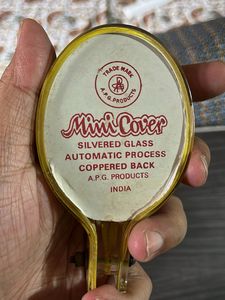 TRADE MARK
A.P.G. PRODUCTS
Mini Cover
SILVERED GLASS
AUTOMATIC PROCESS
COPPERED BACK
A.P.G. PRODUCTS
INDIA